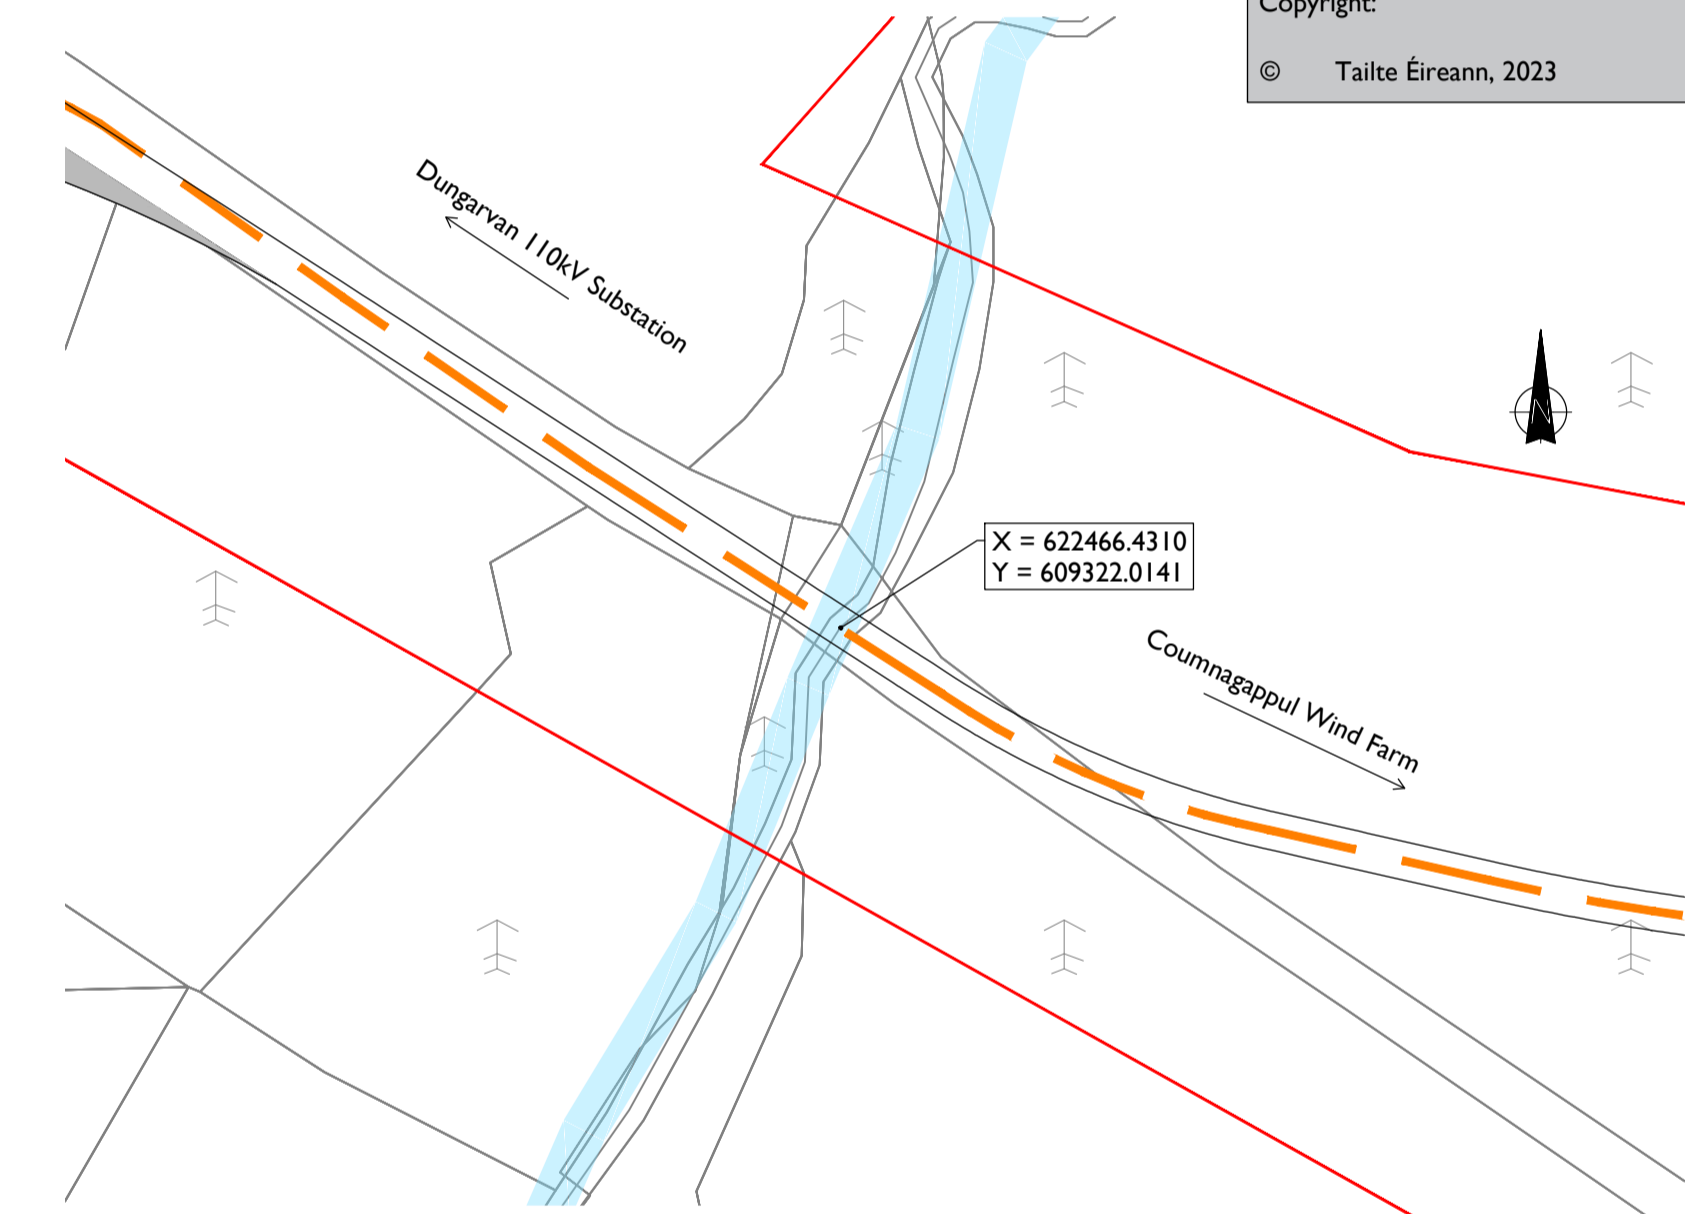 Copyright:
© Tailte Éireann, 2023
Dungarvan 110kV Substation
N
X = 622466.4310
Y = 609322.0141
Coumnagappul Wind Farm